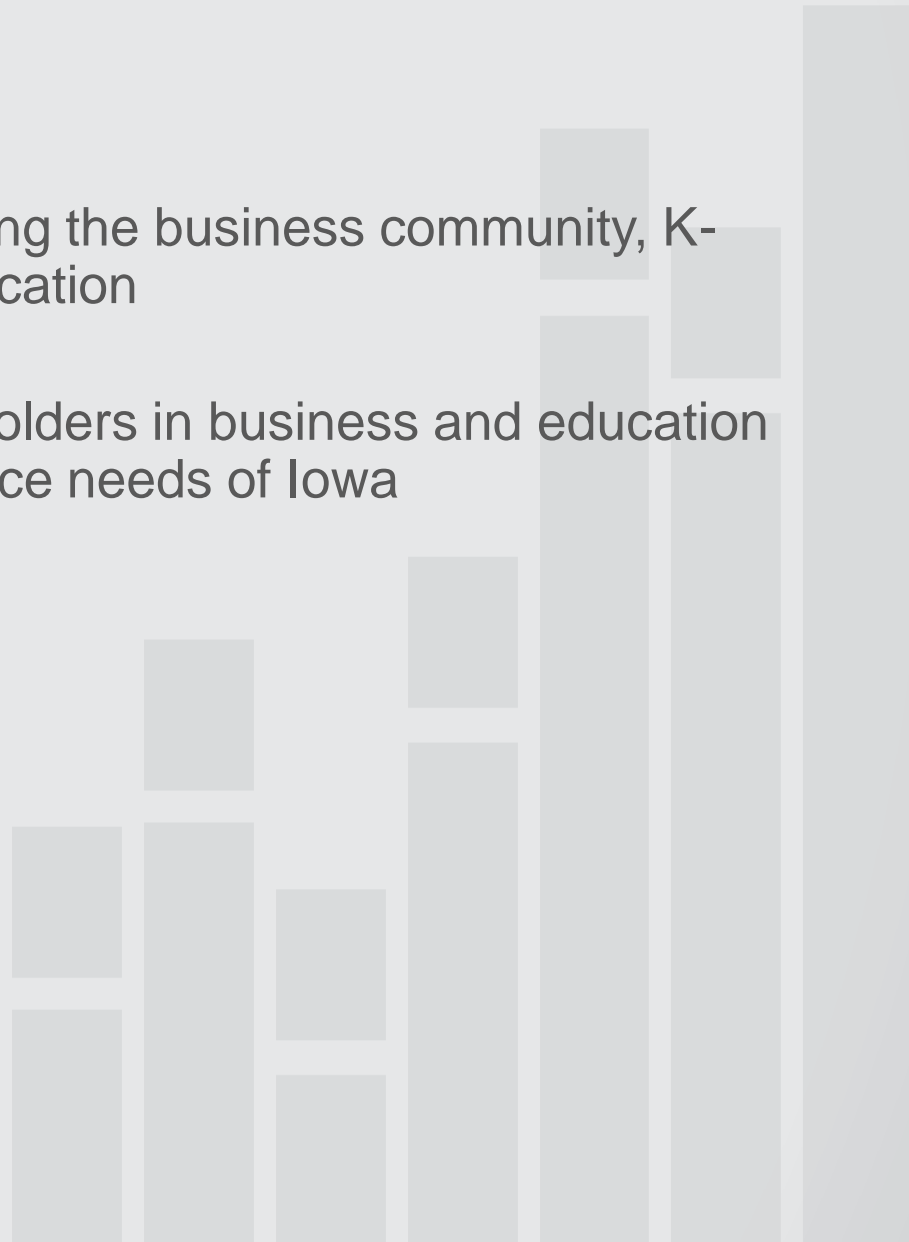 ng the business community, K-
cation
olders in business and education
ce needs of Iowa